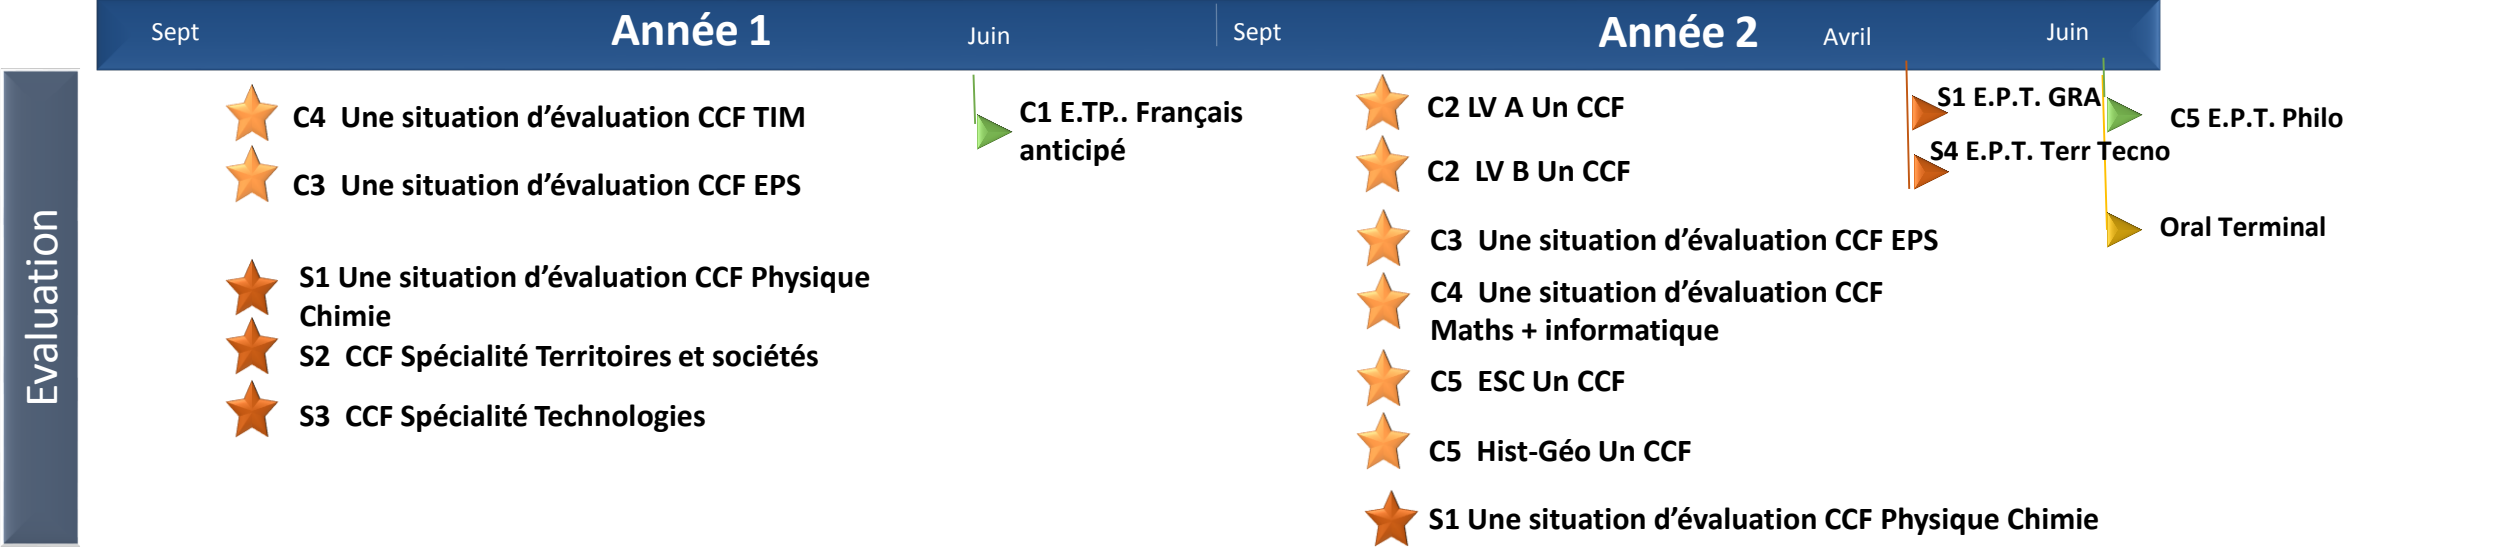 Sept
Année 1
Juin
Sept
Année 2
Avril
Juin
Evaluation
C4 Une situation d'évaluation CCF TIM
C3 Une situation d'évaluation CCF EPS
S1 Une situation d'évaluation CCF Physique
Chimie
S2 CCF Spécialité Territoires et sociétés
S3 CCF Spécialité Technologies
C1 E.TP.. Français
anticipé
C2 LV A Un CCF
C2 LV B Un CCF
C3 Une situation d'évaluation CCF EPS
C4 Une situation d'évaluation CCF
Maths + informatique
C5 ESC Un CCF
C5 Hist-Géo Un CCF
S1 Une situation d'évaluation CCF Physique Chimie
S1 E.P.T. GRA
S4 E.P.T. Terr Tecno
C5 E.P.T. Philo
Oral Terminal